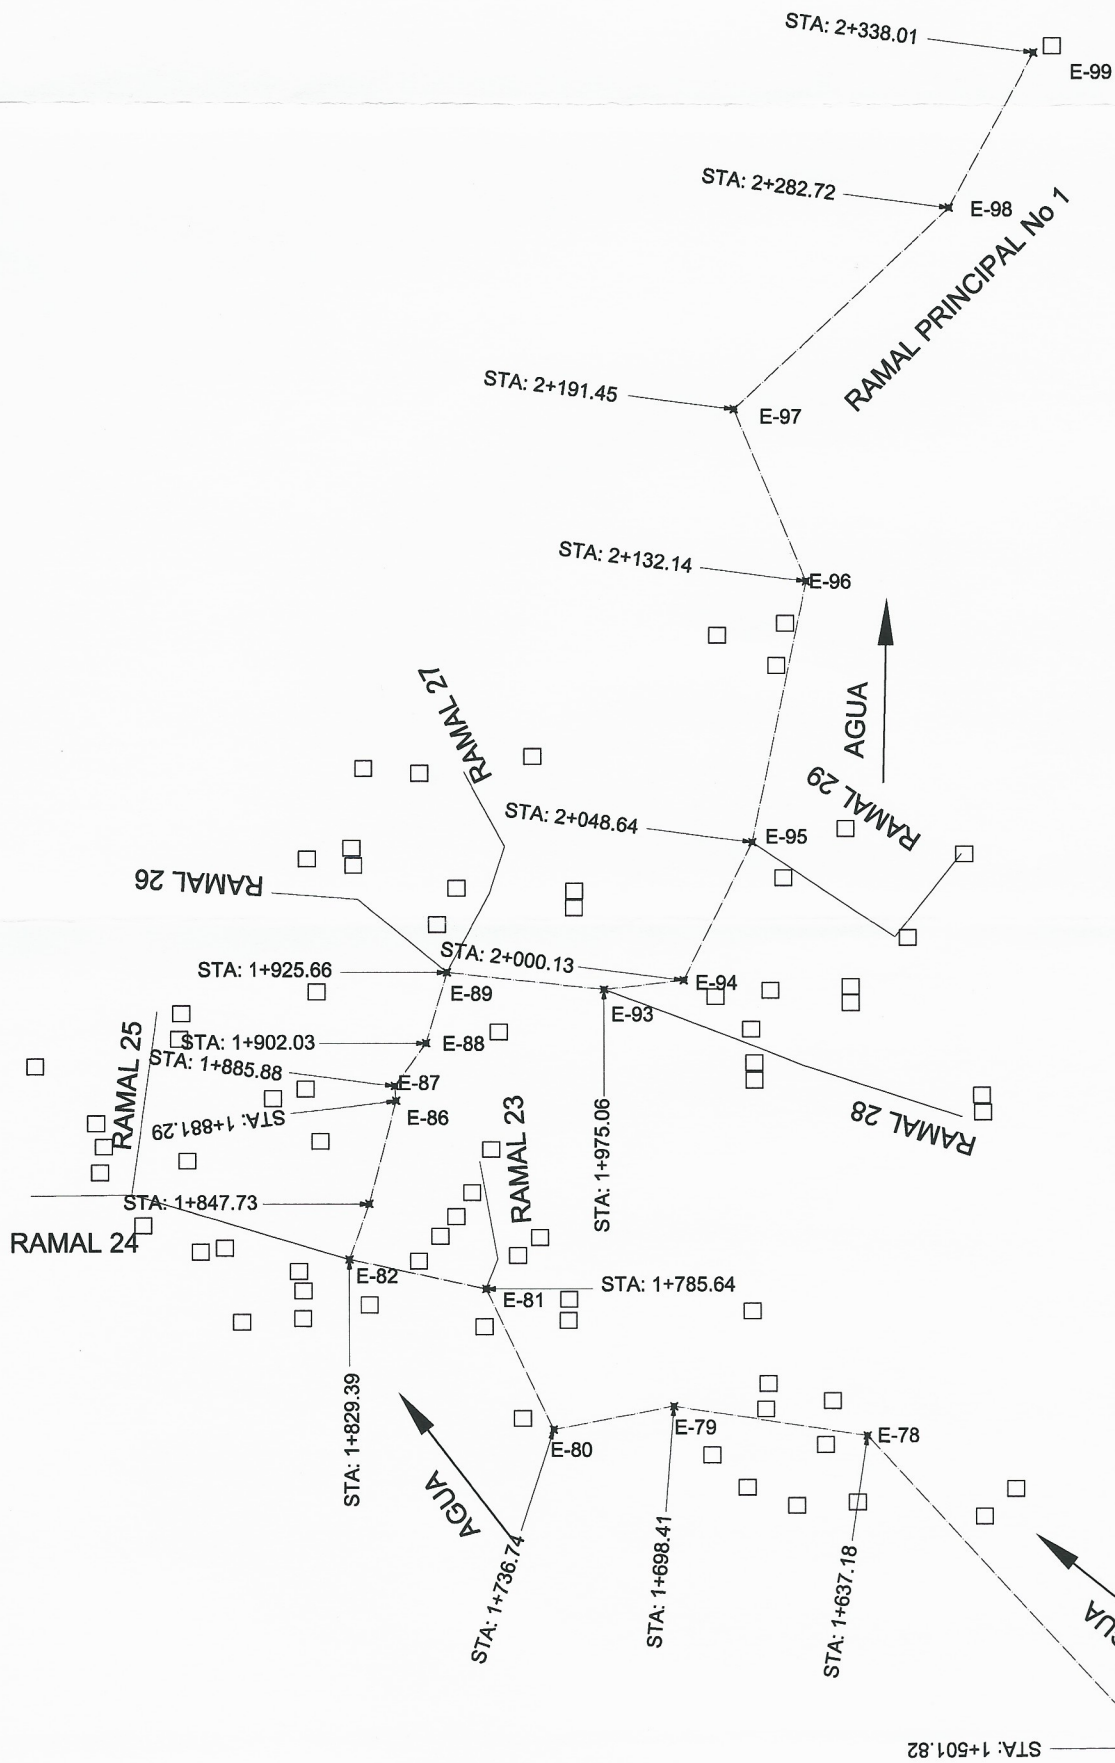 STA: 2+338.01
E-99
STA: 2+282.72
E-98
RAMAL PRINCIPAL No 1
STA: 2+191.45
E-97
STA: 2+132.14
E-96
RAMAL 27
AGUA
RAMAL 29
STA: 2+048.64
E-95
RAMAL 26
STA: 2+000.13
E-94
STA: 1+925.66
E-89
E-93
STA: 1+902.03
E-88
RAMAL 25
STA: 1+885.88
E-87
STA: 1+881.29
E-86
RAMAL 23
STA: 1+975.06
RAMAL 28
STA: 1+847.73
RAMAL 24
E-82
E-81
STA: 1+785.64
STA: 1+829.39
E-80
E-79
E-78
AGUA
STA: 1+736.74
STA: 1+698.41
STA: 1+637.18
STA: 1+501.82